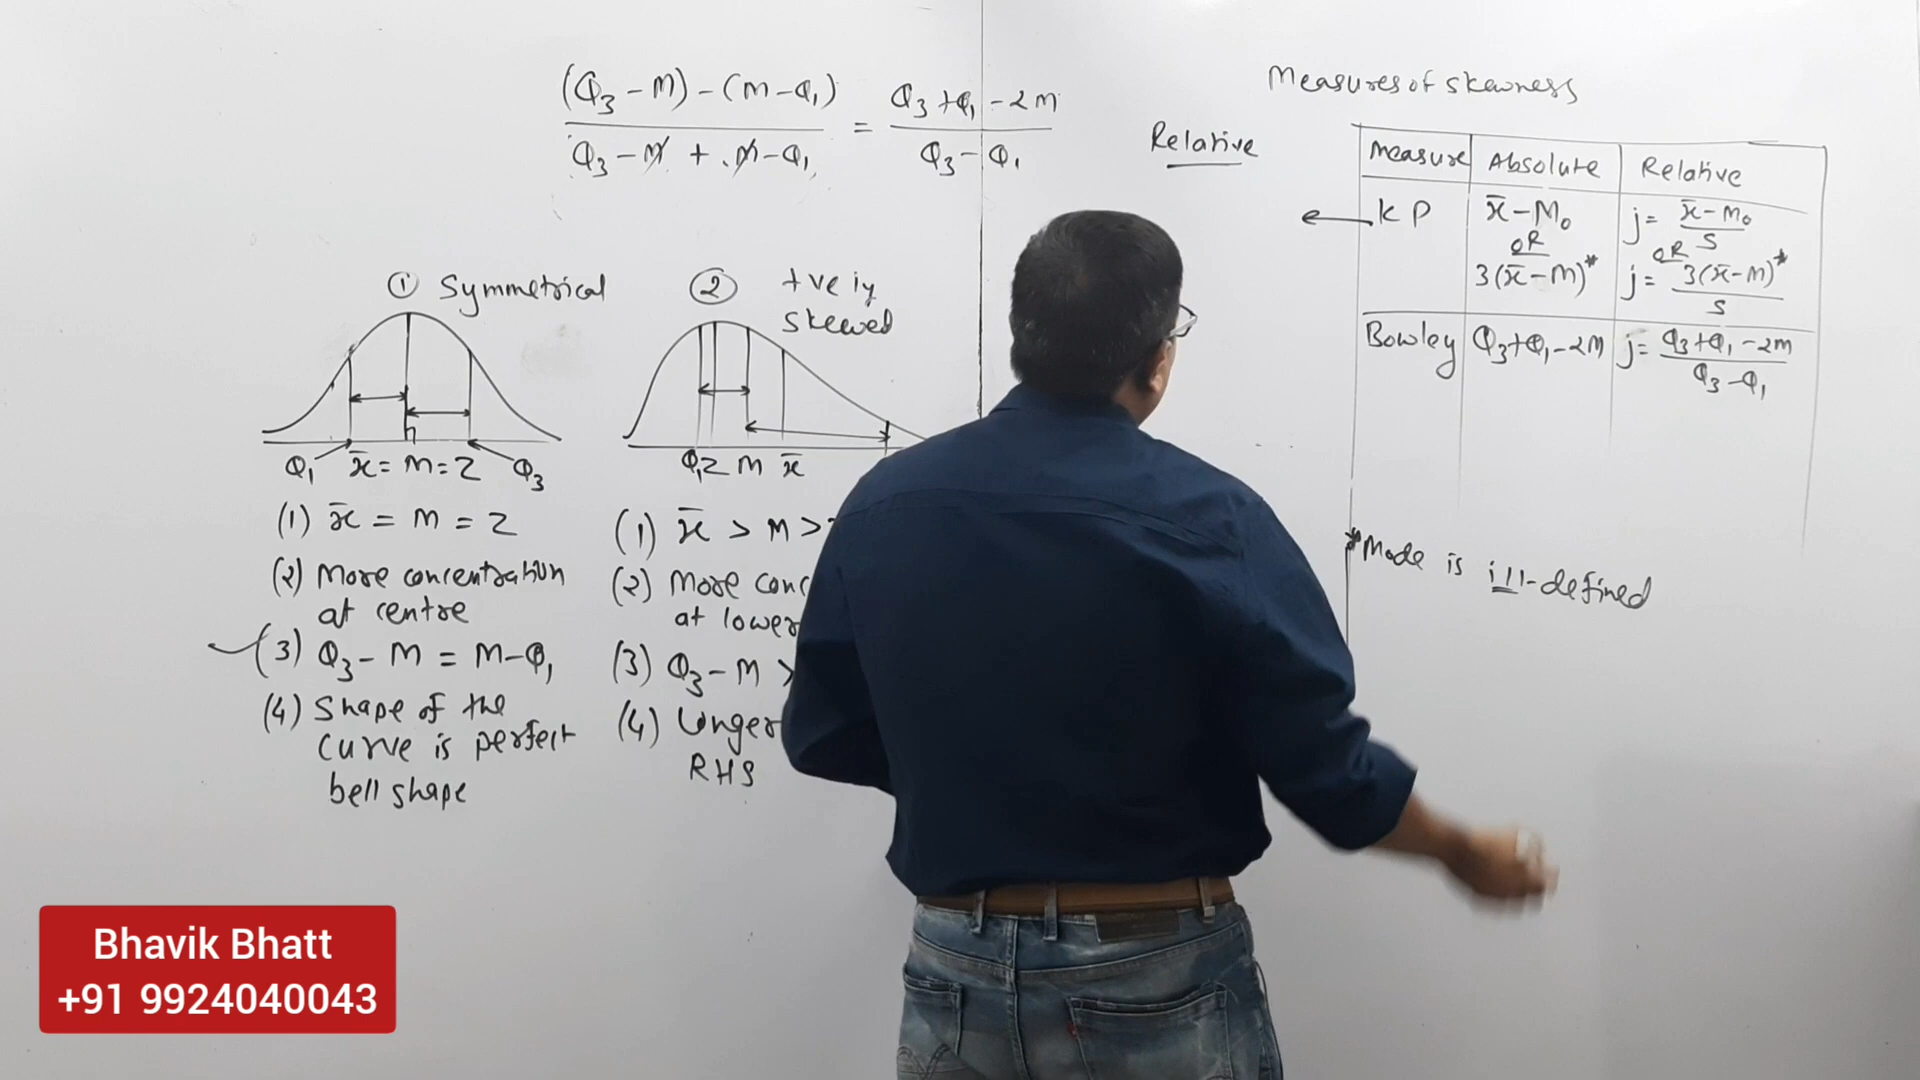 (Q₃ - M) - (M - Q₁) / Q₃ - M + M - Q₁ = Q₃ + Q₁ - 2M / Q₃ - Q₁
Relative
① Symmetrical
Q₁ x̄ = M = Z Q₃
(1) x̄ = M = Z
(2) More concentration
at centre
(3) Q₃ - M = M - Q₁
(4) Shape of the
curve is perfect
bell shape
② +vely
skewed
Q₁ Z M x̄
(1) x̄ > M >
(2) More
at lower
(3) Q₃ - M >
(4) Longer
RHS
Measures of skewness
Measure Absolute Relative
KP x̄ - M₀ j = x̄ - M₀ / S
OR OR
3(x̄ - M)* j = 3(x̄ - M)* / S
Bowley Q₃ + Q₁ - 2M j = Q₃ + Q₁ - 2M / Q₃ - Q₁
*Mode is ill-defined
Bhavik Bhatt
+91 9924040043